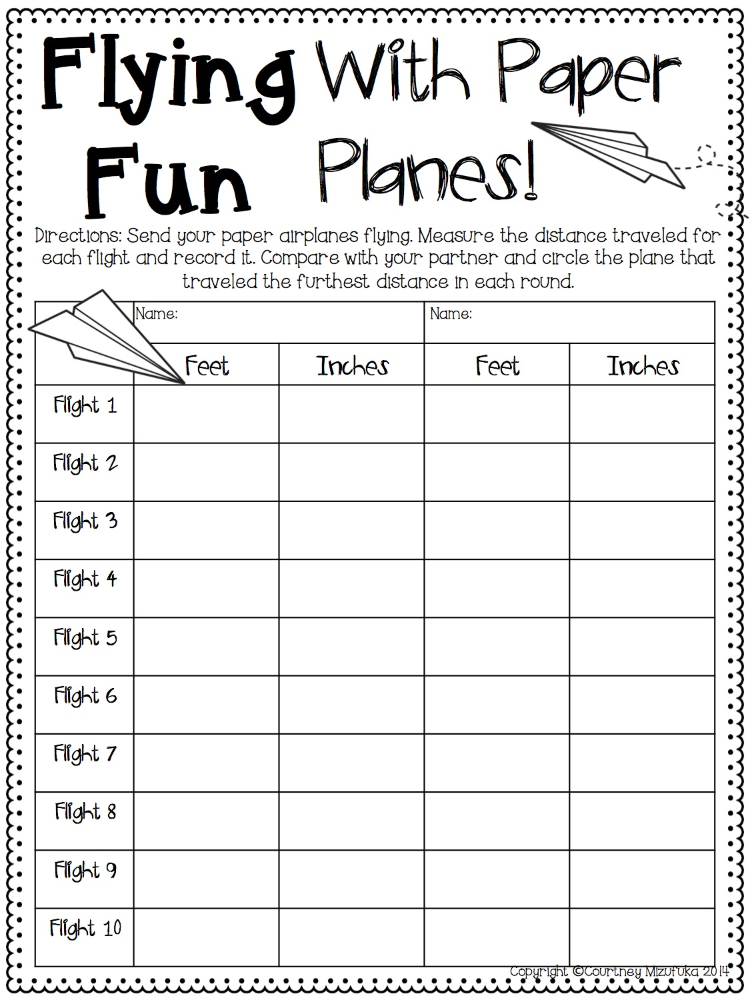 Flying With Paper
Fun Planes!
Directions: Send your paper airplanes flying. Measure the distance traveled for
each flight and record it. Compare with your partner and circle the plane that
traveled the furthest distance in each round.
Name: Name:
Feet Inches Feet Inches
Flight 1
Flight 2
Flight 3
Flight 4
Flight 5
Flight 6
Flight 7
Flight 8
Flight 9
Flight 10
Copyright ©Courtney Mizufuka 2014